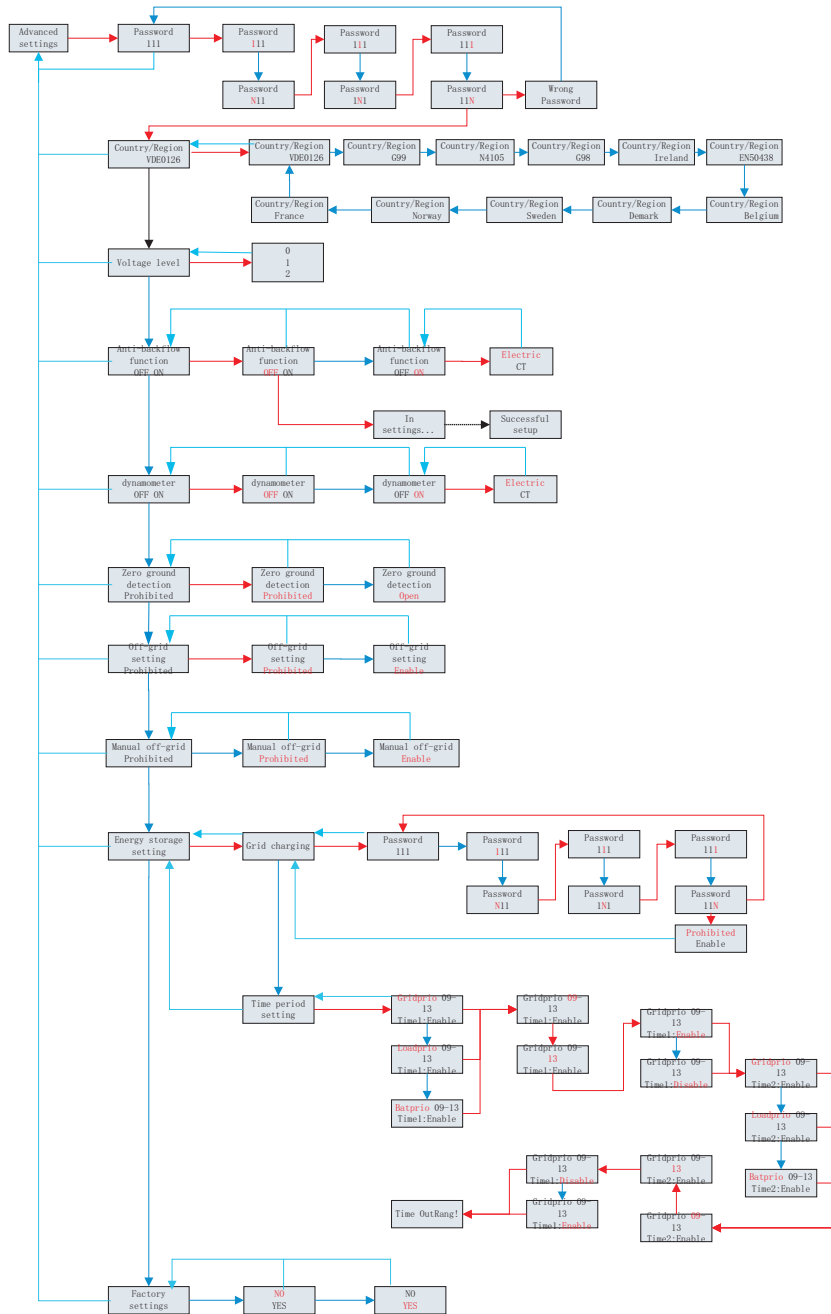 Advanced
settings
Password
111
Password
111
Password
111
Password
111
Password
N11
Password
1N1
Password
11N
Wrong
Password
Country/Region
VDE0126
Country/Region
VDE0126
Country/Region
G99
Country/Region
N4105
Country/Region
G98
Country/Region
Ireland
Country/Region
EN50438
Country/Region
France
Country/Region
Norway
Country/Region
Sweden
Country/Region
Demark
Country/Region
Belgium
Voltage level
0
1
2
Anti-backflow
function
OFF ON
Anti-backflow
function
OFF ON
Anti-backflow
function
OFF ON
Electric
CT
In
settings...
Successful
setup
dynamometer
OFF ON
dynamometer
OFF ON
dynamometer
OFF ON
Electric
CT
Zero ground
detection
Prohibited
Zero ground
detection
Prohibited
Zero ground
detection
Open
Off-grid
setting
Prohibited
Off-grid
setting
Prohibited
Off-grid
setting
Enable
Manual off-grid
Prohibited
Manual off-grid
Prohibited
Manual off-grid
Enable
Energy storage
setting
Grid charging
Password
111
Password
111
Password
111
Password
111
Password
N11
Password
1N1
Password
11N
Prohibited
Enable
Time period
setting
Gridprio 09-
13
Time1:Enable
Gridprio 09-
13
Time1:Enable
Gridprio 09-
13
Time1:Enable
Loadprio 09-
13
Time1:Enable
Gridprio 09-
13
Time1:Enable
Gridprio 09-
13
Time1:Disable
Gridprio 09-
13
Time2:Enable
Batprio 09-13
Time1:Enable
Loadprio 09-
13
Time2:Enable
Gridprio 09-
13
Time1:Disable
Gridprio 09-
13
Time2:Enable
Batprio 09-13
Time2:Enable
Time OutRang!
Gridprio 09-
13
Time1:Enable
Gridprio 09-
13
Time2:Enable
Factory
settings
NO
YES
NO
YES